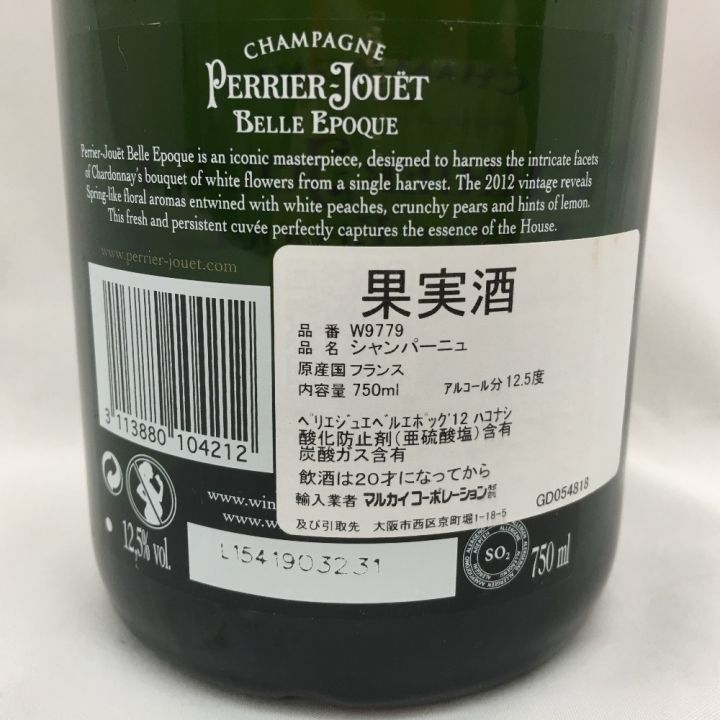 CHAMPAGNE
PERRIER-JOUËT
BELLE EPOQUE
Perrier-Jouët Belle Epoque is an iconic masterpiece, designed to harness the intricate facets
of Chardonnay's bouquet of white flowers from a single harvest. The 2012 vintage reveals
Spring-like floral aromas entwined with white peaches, crunchy pears and hints of lemon.
This fresh and persistent cuvée perfectly captures the essence of the House.
www.perrier-jouet.com
果実酒
品 番 W9779
品 名 シャンパーニュ
原産国 フランス
内容量 750ml アルコール分 12.5度
ペリエジュエベルエポック'12 ハコナシ
酸化防止剤(亜硫酸塩)含有
炭酸ガス含有
飲酒は20才になってから
輸入業者 マルカイコーポレーション株式会社
GD054818
及び引取先 大阪市西区京町堀1-18-5
3 113880 104212
www.win
www.
12,5% vol.
L15419032231
SO2
750 ml